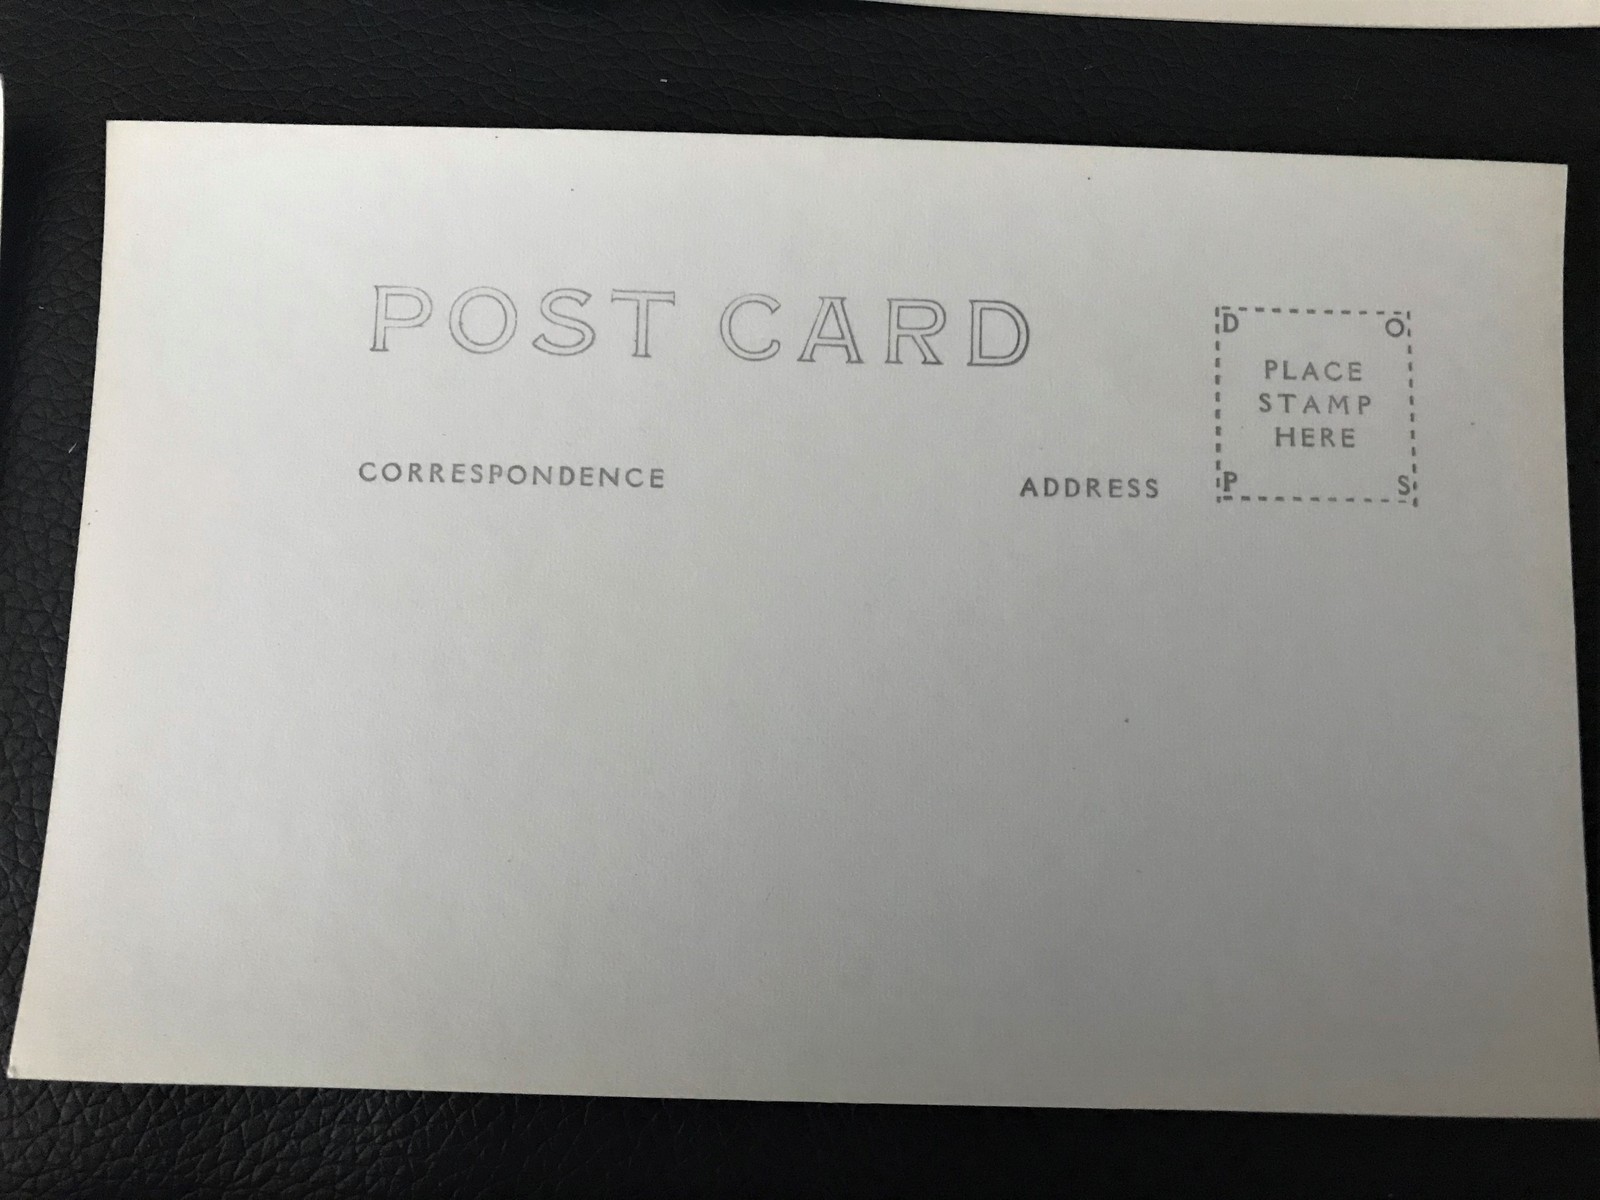 POST CARD
D O
PLACE
STAMP
HERE
P S
CORRESPONDENCE
ADDRESS